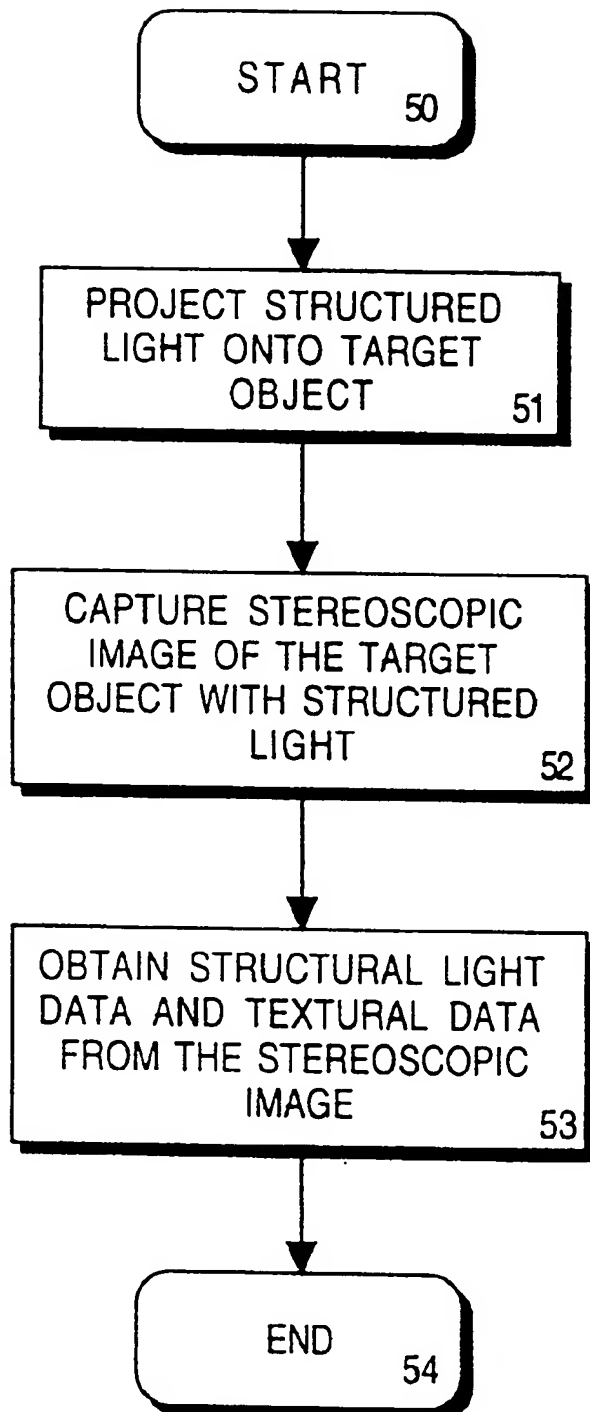 START
50
PROJECT STRUCTURED
LIGHT ONTO TARGET
OBJECT
51
CAPTURE STEREOSCOPIC
IMAGE OF THE TARGET
OBJECT WITH STRUCTURED
LIGHT
52
OBTAIN STRUCTURAL LIGHT
DATA AND TEXTURAL DATA
FROM THE STEREOSCOPIC
IMAGE
53
END
54